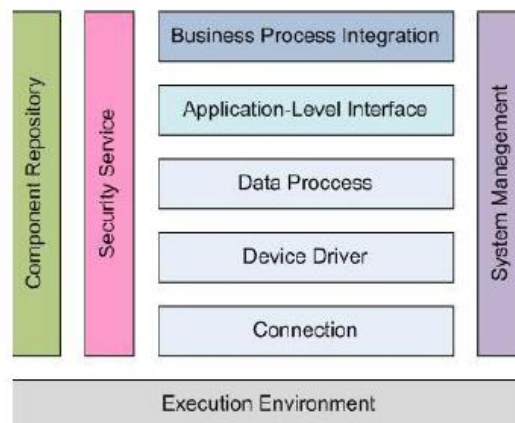 Component Repository
Security Service
Business Process Integration
Application-Level Interface
Data Proccess
Device Driver
Connection
System Management
Execution Environment